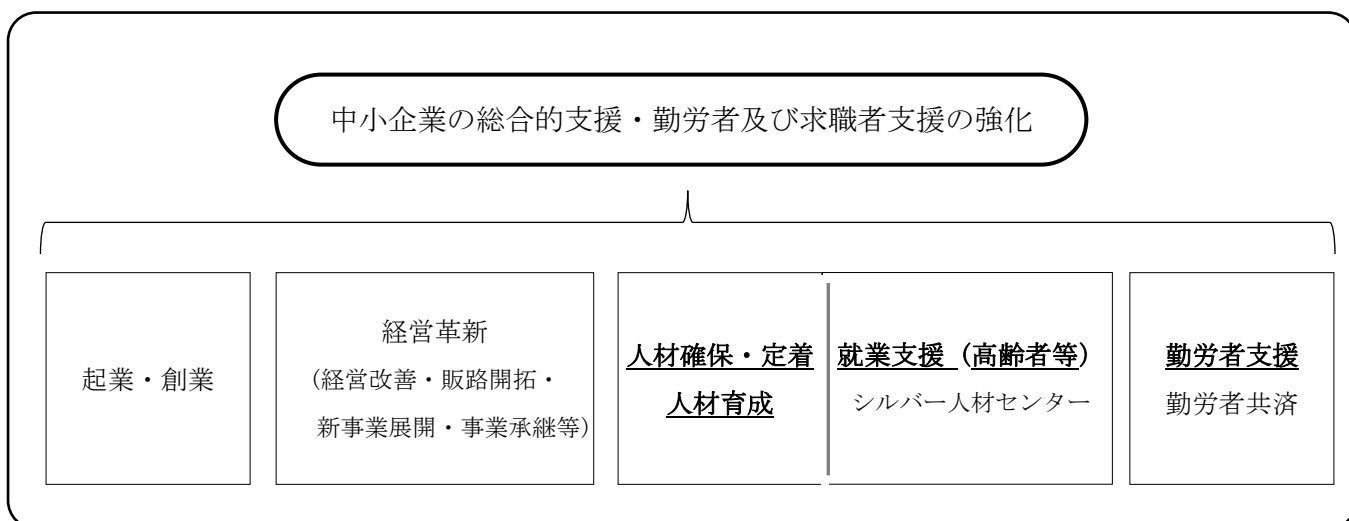 中小企業の総合的支援・勤労者及び求職者支援の強化
起業・創業
経営革新
(経営改善・販路開拓・
新事業展開・事業承継等)
人材確保・定着
人材育成
就業支援（高齢者等）
シルバー人材センター
勤労者支援
勤労者共済